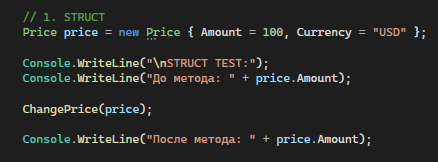 // 1. STRUCT
Price price = new Price { Amount = 100, Currency = "USD" };
Console.WriteLine("\nSTRUCT TEST:");
Console.WriteLine("До метода: " + price.Amount);
ChangePrice(price);
Console.WriteLine("После метода: " + price.Amount);